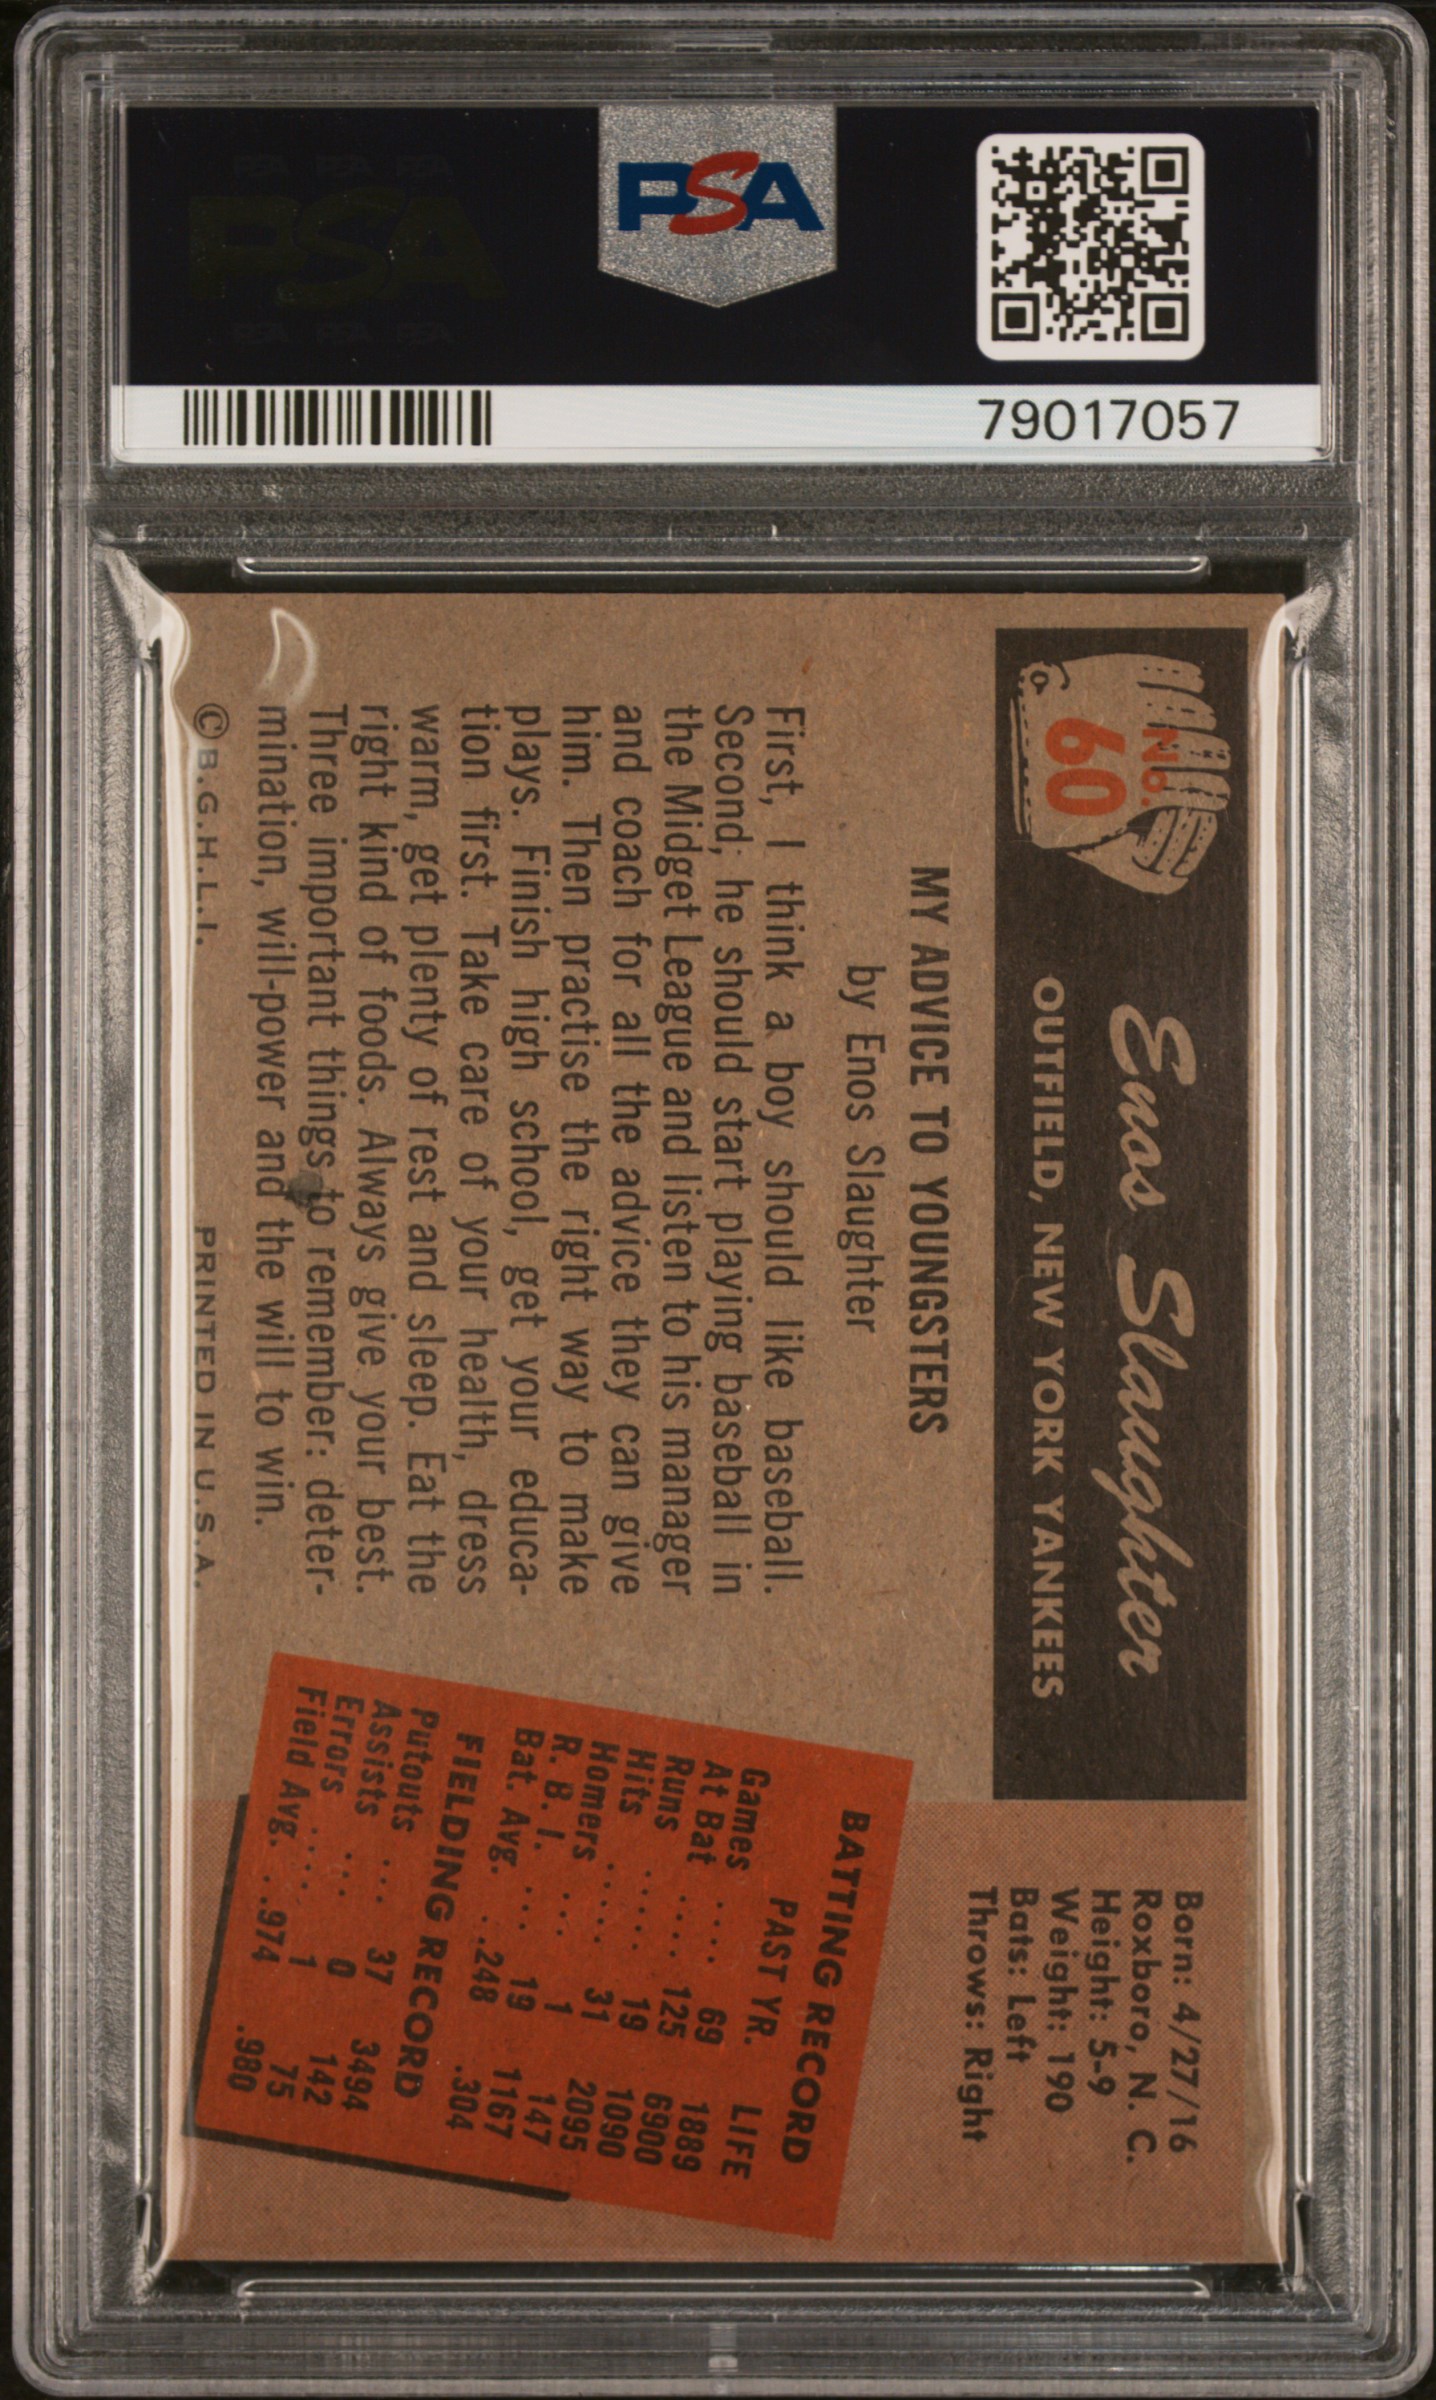 PSA
79017057
No.
60
Enos Slaughter
OUTFIELD, NEW YORK YANKEES
Born: 4/27/16
Roxboro, N. C.
Height: 5-9
Weight: 190
Bats: Left
Throws: Right
MY ADVICE TO YOUNGSTERS
by Enos Slaughter
First, I think a boy should like baseball.
Second, he should start playing baseball in
the Midget League and listen to his manager
and coach for all the advice they can give
him. Then practise the right way to make
plays. Finish high school, get your educa-
tion first. Take care of your health, dress
warm, get plenty of rest and sleep. Eat the
right kind of foods. Always give your best.
Three important things to remember: deter-
mination, will-power and the will to win.
© B.G.H.L.I. PRINTED IN U.S.A.
BATTING RECORD
PAST YR. LIFE
Games .... 69 1889
At Bat .... 125 6900
Runs ..... 19 1090
Hits ..... 31 2095
Homers ... 1 147
R. B. I. ... 19 1167
Bat. Avg. . .248 .304
FIELDING RECORD
Putouts ... 37 3494
Assists ... 0 142
Errors .... 1 75
Field Avg. . .974 .980